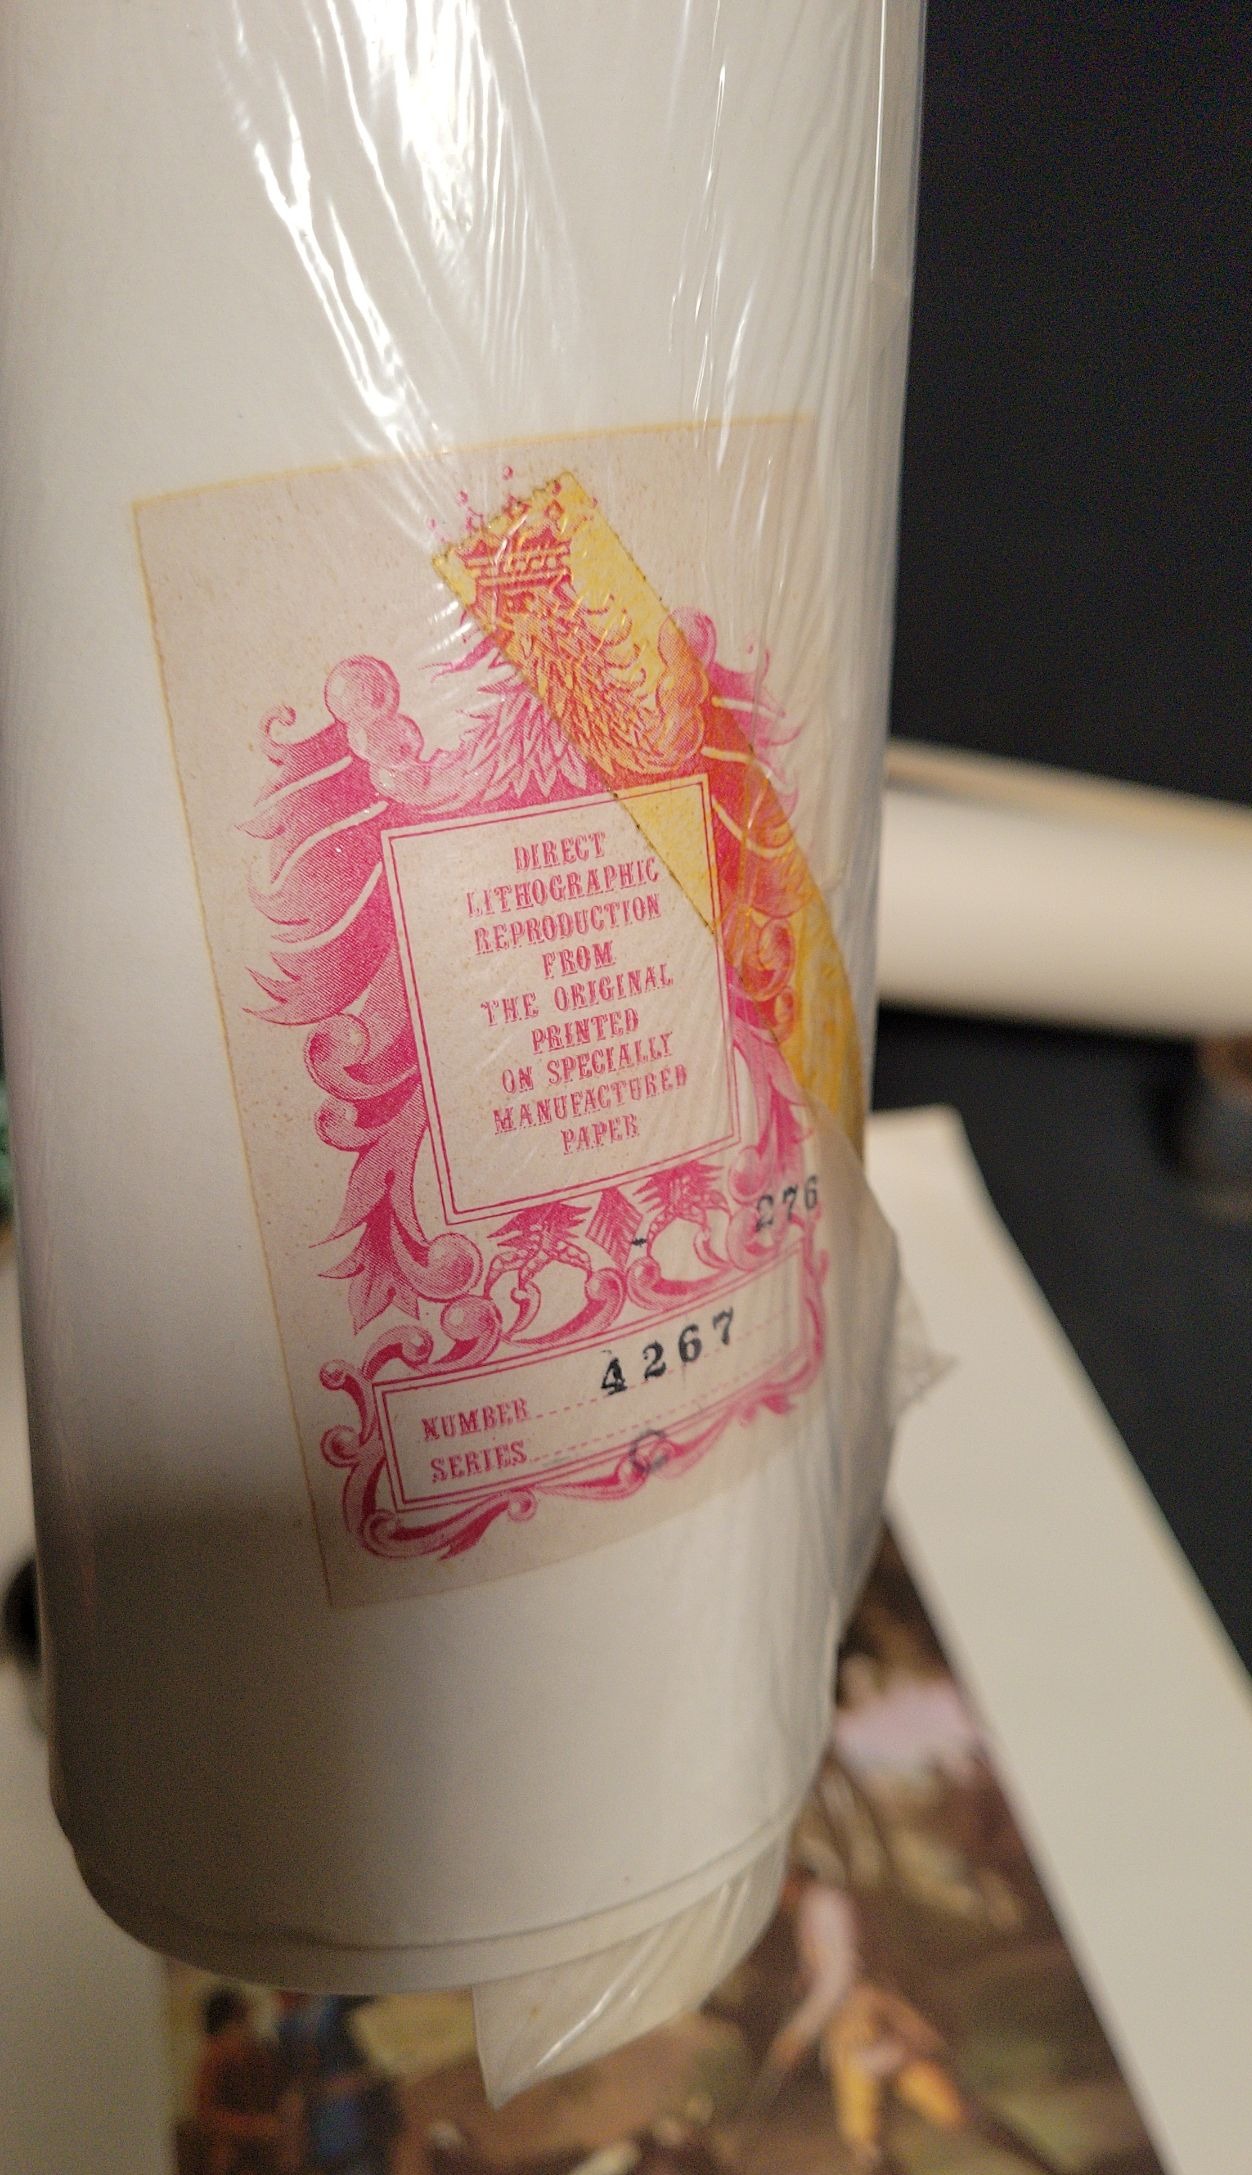 DIRECT
LITHOGRAPHIC
REPRODUCTION
FROM
THE ORIGINAL
PRINTED
ON SPECIALLY
MANUFACTURED
PAPER
276
NUMBER 4267
SERIES